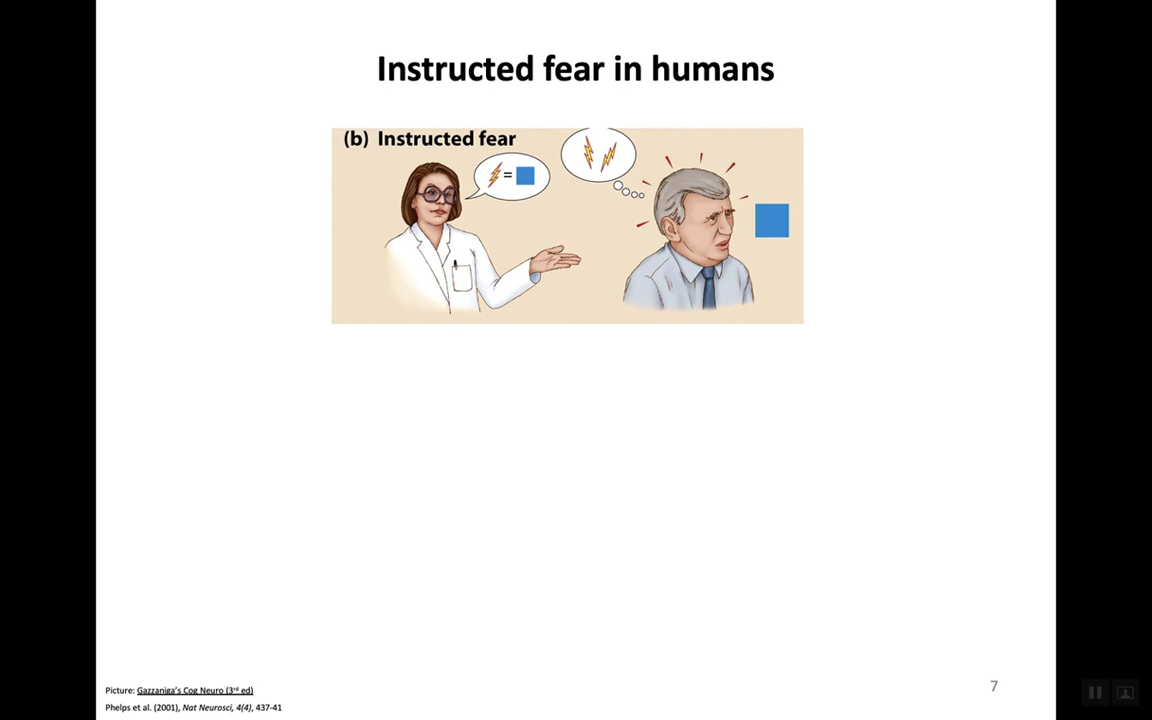 Instructed fear in humans
(b) Instructed fear
=
Picture: Gazzaniga's Cog Neuro (3rd ed)
Phelps et al. (2001), Nat Neurosci, 4(4), 437-41
7